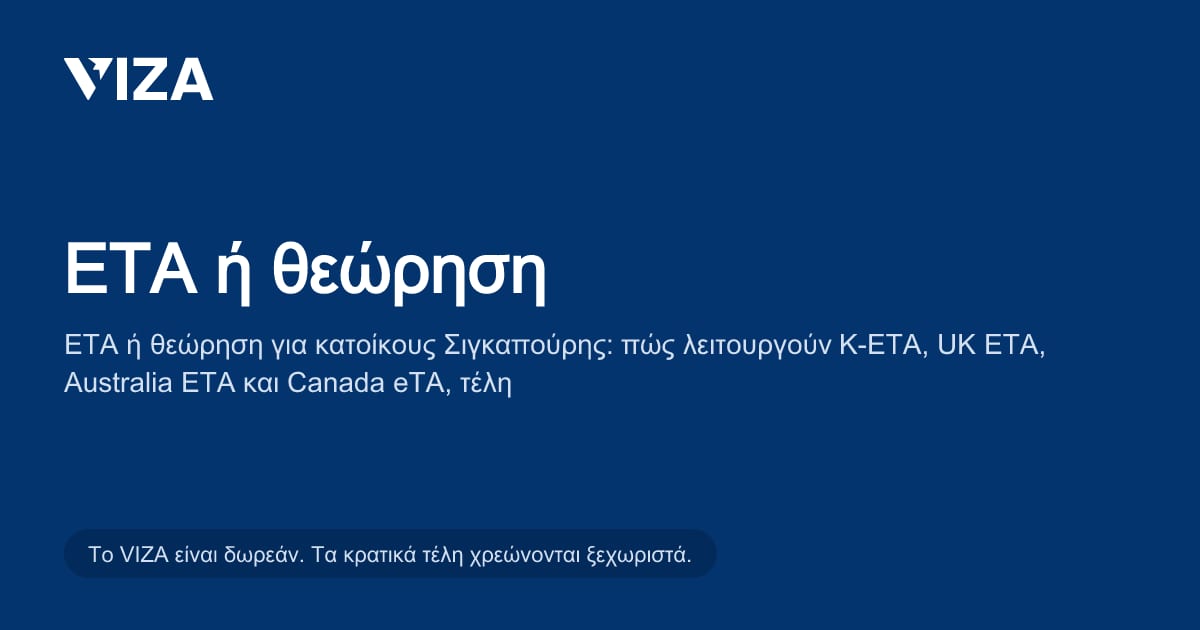 VIZA
ETA ή θεώρηση
ETA ή θεώρηση για κατοίκους Σιγκαπούρης: πώς λειτουργούν K-ETA, UK ETA,
Australia ETA και Canada eTA, τέλη
Το VIZA είναι δωρεάν. Τα κρατικά τέλη χρεώνονται ξεχωριστά.